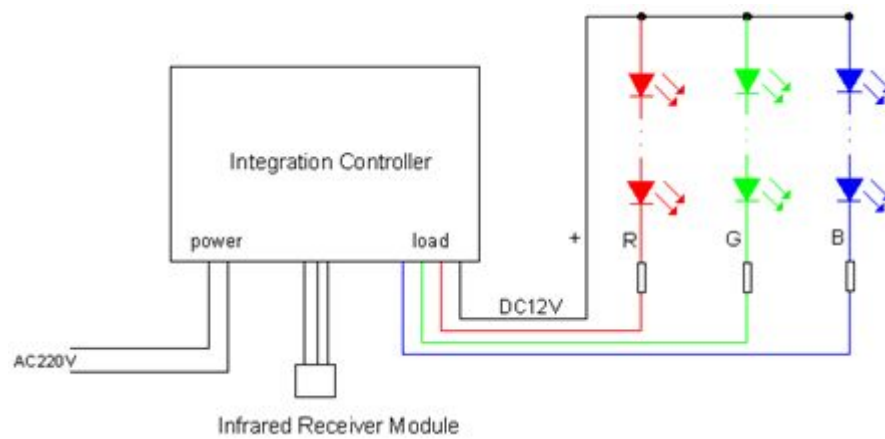 Integration Controller
power
load
+
R
G
B
DC12V
AC220V
Infrared Receiver Module